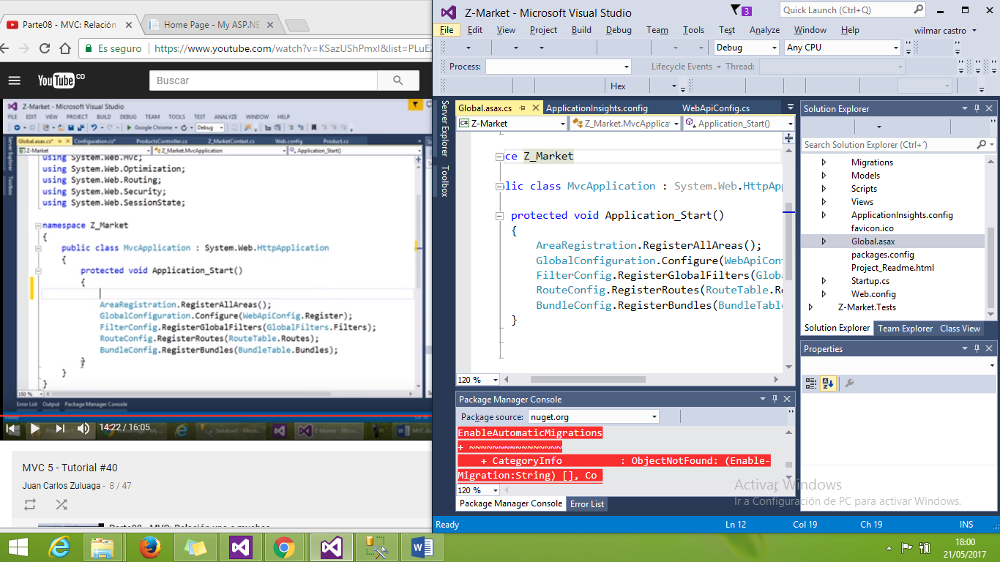 Parte08 - MVC: Relación
Home Page - My ASP.NE
Es seguro
https://www.youtube.com/watch?v=KSazUShPmxI&list=PLuEZ
YouTube CO
Buscar
Z-Market - Microsoft Visual Studio
FILE EDIT VIEW PROJECT BUILD DEBUG TEAM TOOLS TEST ANALYZE WINDOW HELP
Google Chrome
Debug
Server Explorer
Toolbox
Global.asax.cs*
Configuration.cs*
ProductsController.cs
Z_MarketContext.cs
Web.config
Product.cs
Z-Market
Z_Market.MvcApplication
Application_Start()
using System.Web.Mvc;
using System.Web.Optimization;
using System.Web.Routing;
using System.Web.Security;
using System.Web.SessionState;
namespace Z_Market
{
public class MvcApplication : System.Web.HttpApplication
{
protected void Application_Start()
{
AreaRegistration.RegisterAllAreas();
GlobalConfiguration.Configure(WebApiConfig.Register);
FilterConfig.RegisterGlobalFilters(GlobalFilters.Filters);
RouteConfig.RegisterRoutes(RouteTable.Routes);
BundleConfig.RegisterBundles(BundleTable.Bundles);
}
}
}
150 %
Error List Output Package Manager Console
14:22 / 16:05
MVC 5 - Tutorial #40
Juan Carlos Zuluaga - 8 / 47
Z-Market - Microsoft Visual Studio
3
Quick Launch (Ctrl+Q)
File Edit View Project Build Debug Team Tools Test Analyze Window Help
wilmar castro
Debug
Any CPU
Process:
Lifecycle Events
Thread:
Hex
Server Explorer
Toolbox
Global.asax.cs
ApplicationInsights.config
WebApiConfig.cs
Z-Market
Z_Market.MvcApplica
Application_Start()
ce Z_Market
lic class MvcApplication : System.Web.HttpApp
protected void Application_Start()
{
AreaRegistration.RegisterAllAreas();
GlobalConfiguration.Configure(WebApiConf
FilterConfig.RegisterGlobalFilters(Globa
RouteConfig.RegisterRoutes(RouteTable.Ro
BundleConfig.RegisterBundles(BundleTable
}
120 %
Package Manager Console
Package source:
nuget.org
EnableAutomaticMigrations
+ ~~~~~~~~~~~~~~~~
+ CategoryInfo : ObjectNotFound: (Enable-
Migration:String) [], Co
120 %
Package Manager Console
Error List
Solution Explorer
Search Solution Explorer (Ctrl+´)
Migrations
Models
Scripts
Views
ApplicationInsights.config
favicon.ico
Global.asax
packages.config
Project_Readme.html
Startup.cs
Web.config
Z-Market.Tests
Solution Explorer
Team Explorer
Class View
Properties
Activar Windows
Ir a Configuración de PC para activar Windows.
Ready
Ln 12
Col 19
Ch 19
INS
18:00
21/05/2017